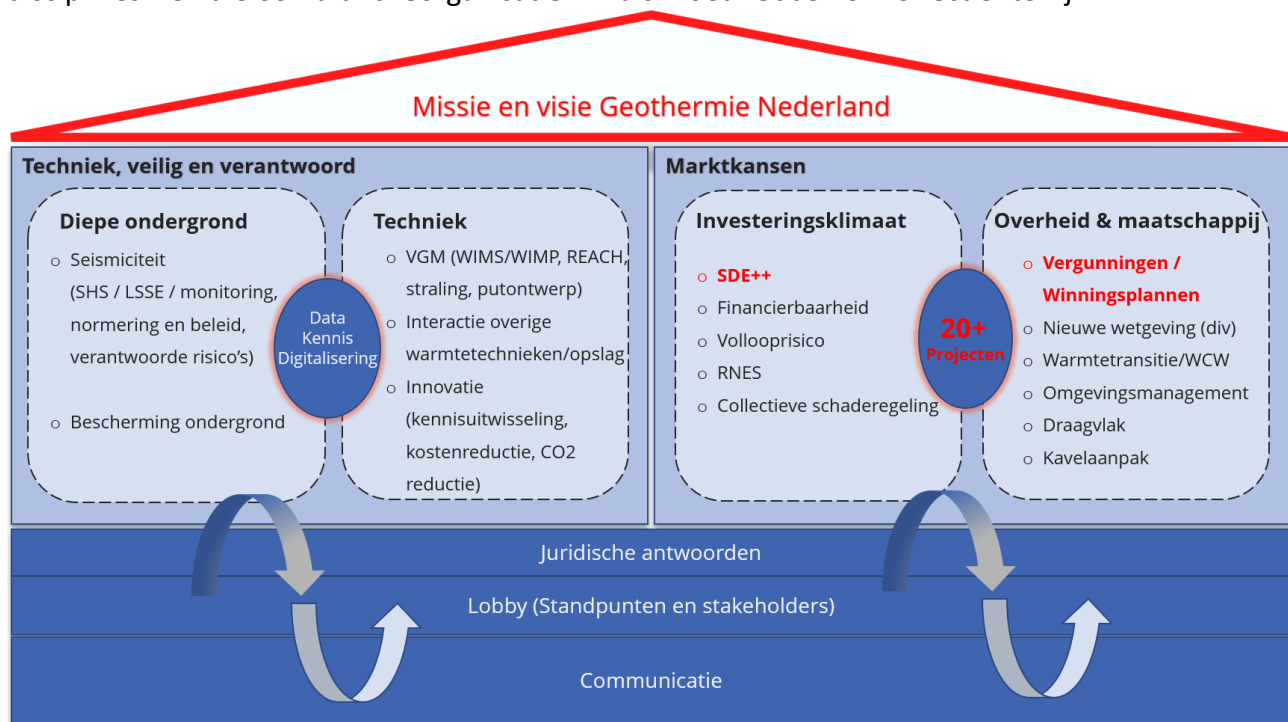 Missie en visie Geothermie Nederland
Techniek, veilig en verantwoord
Diepe ondergrond
o Seismiciteit
(SHS / LSSE / monitoring,
normering en beleid,
verantwoorde risico's)
o Bescherming ondergrond
Data
Kennis
Digitalisering
Techniek
o VGM (WIMS/WIMP, REACH,
straling, putontwerp)
o Interactie overige
warmtetechnieken/opslag
o Innovatie
(kennisuitwisseling,
kostenreductie, CO2
reductie)
Marktkansen
Investeringsklimaat
o SDE++
o Financierbaarheid
o Vollooprisico
o RNES
o Collectieve schaderegeling
20+
Projecten
Overheid & maatschappij
o Vergunningen /
Winningsplannen
o Nieuwe wetgeving (div)
o Warmtetransitie/WCW
o Omgevingsmanagement
o Draagvlak
o Kavelaanpak
Juridische antwoorden
Lobby (Standpunten en stakeholders)
Communicatie